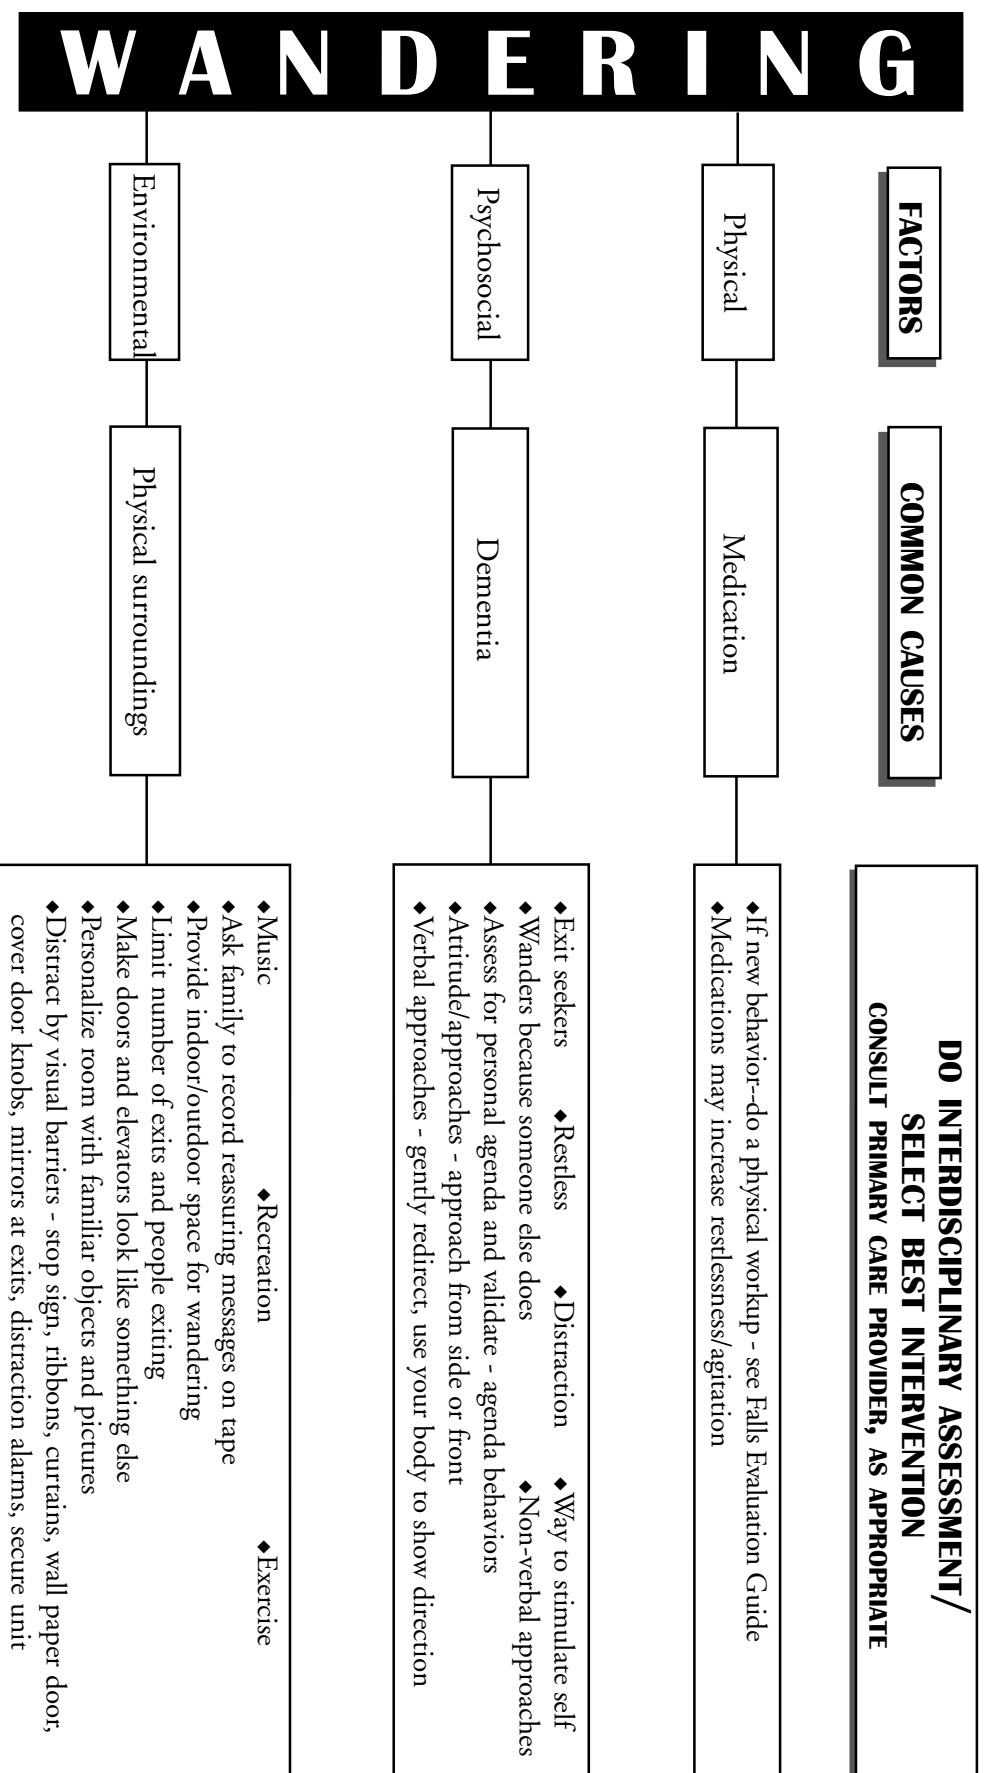 WANDERING
FACTORS
COMMON CAUSES
DO INTERDISCIPLINARY ASSESSMENT/
SELECT BEST INTERVENTION
CONSULT PRIMARY CARE PROVIDER, AS APPROPRIATE
Physical
Medication
◆If new behavior--do a physical workup - see Falls Evaluation Guide
◆Medications may increase restlessness/agitation
Psychosocial
Dementia
◆Exit seekers ◆Restless ◆Distraction ◆Way to stimulate self
◆Wanders because someone else does ◆Non-verbal approaches
◆Assess for personal agenda and validate - agenda behaviors
◆Attitude/approaches - approach from side or front
◆Verbal approaches - gently redirect, use your body to show direction
Environmental
Physical surroundings
◆Music ◆Recreation ◆Exercise
◆Ask family to record reassuring messages on tape
◆Provide indoor/outdoor space for wandering
◆Limit number of exits and people exiting
◆Make doors and elevators look like something else
◆Personalize room with familiar objects and pictures
◆Distract by visual barriers - stop sign, ribbons, curtains, wall paper door,
cover door knobs, mirrors at exits, distraction alarms, secure unit